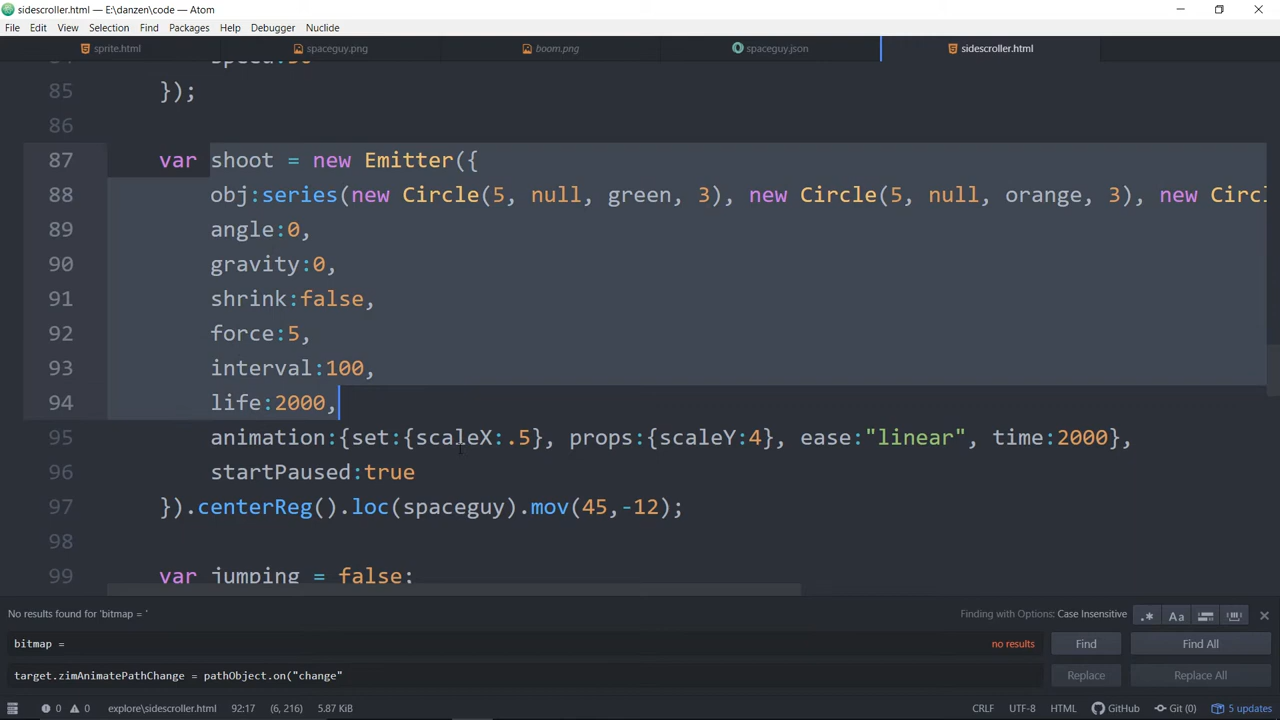 sidescroller.html — E:\danzen\code — Atom
File Edit View Selection Find Packages Help Debugger Nuclide
sprite.html spaceguy.png boom.png spaceguy.json sidescroller.html
85 });
86
87 var shoot = new Emitter({
88 obj:series(new Circle(5, null, green, 3), new Circle(5, null, orange, 3), new Circl
89 angle:0,
90 gravity:0,
91 shrink:false,
92 force:5,
93 interval:100,
94 life:2000,
95 animation:{set:{scaleX:.5}, props:{scaleY:4}, ease:"linear", time:2000},
96 startPaused:true
97 }).centerReg().loc(spaceguy).mov(45,-12);
98
99 var jumping = false;
No results found for 'bitmap = ' Finding with Options: Case Insensitive .* Aa
bitmap = no results Find Find All
target.zimAnimatePathChange = pathObject.on("change" Replace Replace All
0 0 explore\sidescroller.html 92:17 (6, 216) 5.87 KiB CRLF UTF-8 HTML GitHub Git (0) 5 updates